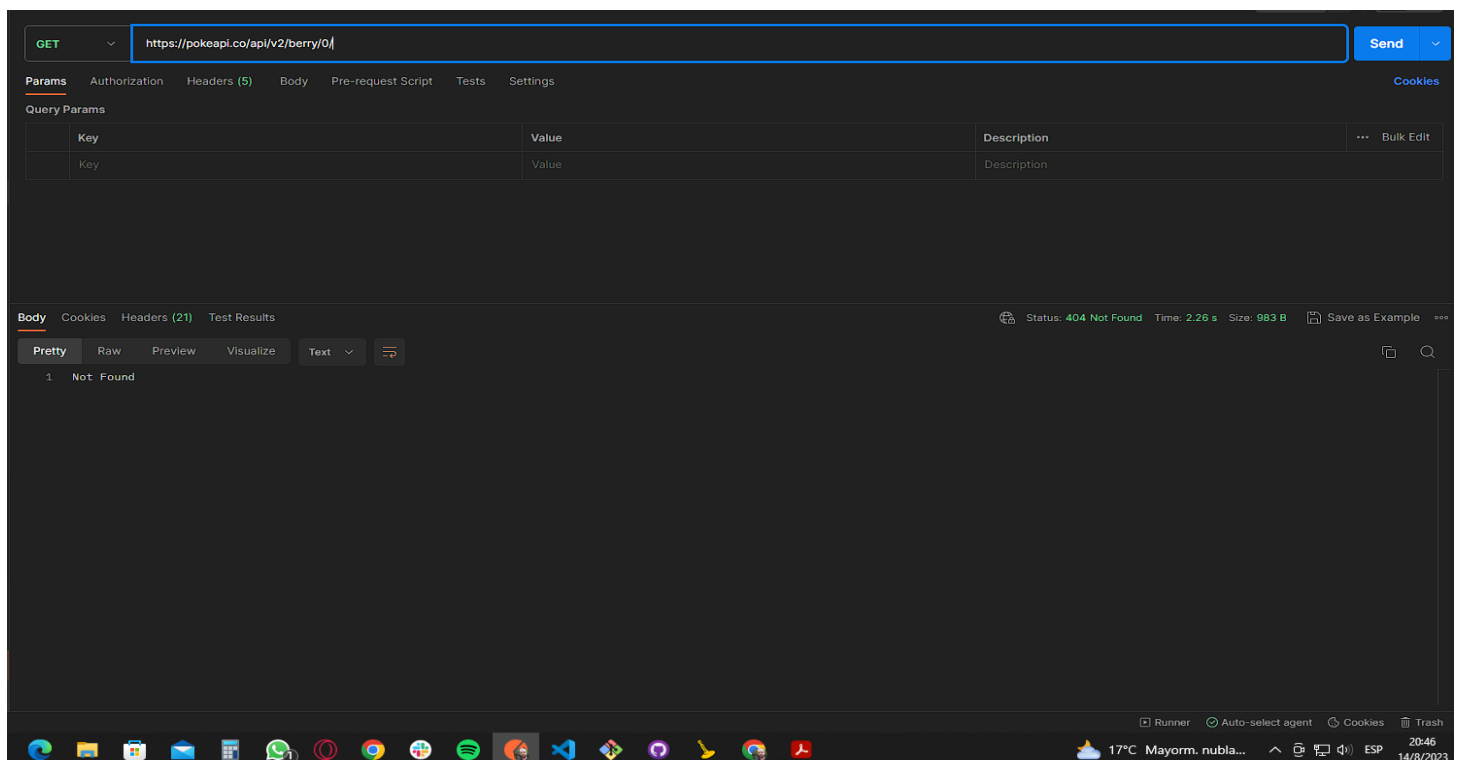 GET https://pokeapi.co/api/v2/berry/0/ Send
Params Authorization Headers (5) Body Pre-request Script Tests Settings Cookies
Query Params
Key Value Description ••• Bulk Edit
Key Value Description
Body Cookies Headers (21) Test Results Status: 404 Not Found Time: 2.26 s Size: 983 B Save as Example
Pretty Raw Preview Visualize Text
1 Not Found
Runner Auto-select agent Cookies Trash
17°C Mayorm. nubla... ESP 20:46
14/8/2023